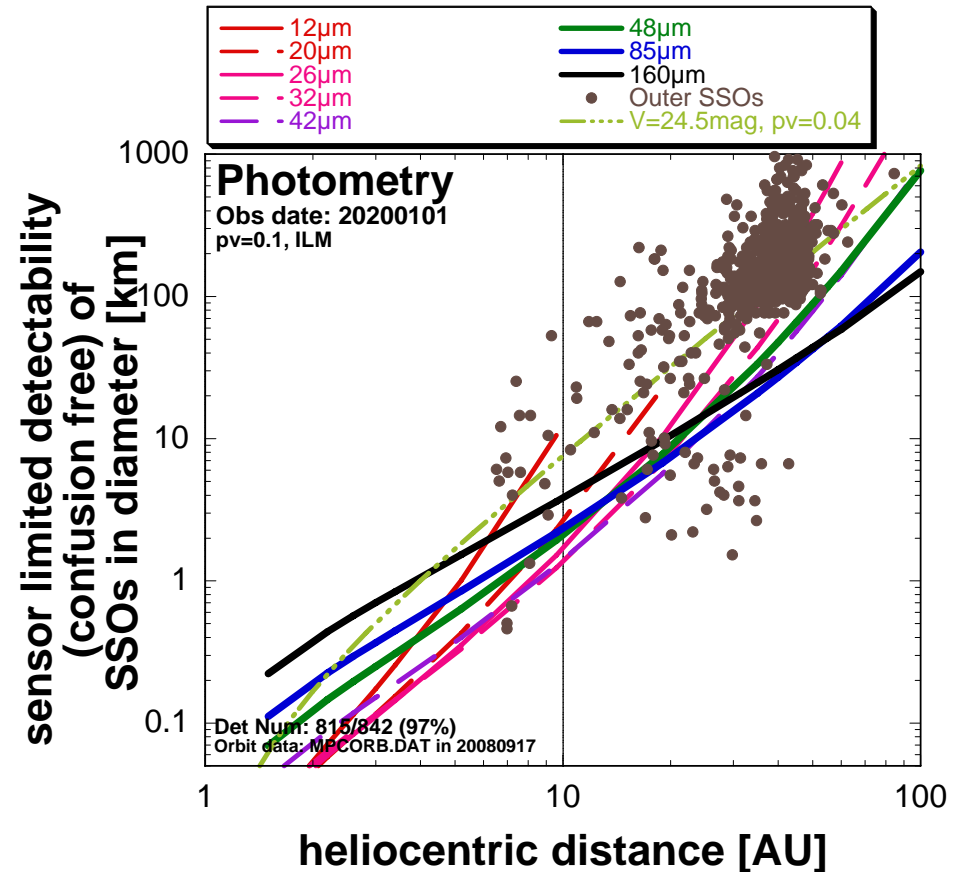 12µm
20µm
26µm
32µm
42µm
48µm
85µm
160µm
Outer SSOs
V=24.5mag, pv=0.04
Photometry
Obs date: 20200101
pv=0.1, ILM
sensor limited detectability
(confusion free) of
SSOs in diameter [km]
1000
100
10
1
0.1
Det Num: 815/842 (97%)
Orbit data: MPCORB.DAT in 20080917
1
10
100
heliocentric distance [AU]